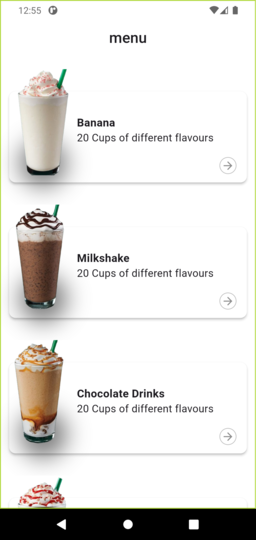 12:55
menu
Banana
20 Cups of different flavours
Milkshake
20 Cups of different flavours
Chocolate Drinks
20 Cups of different flavours